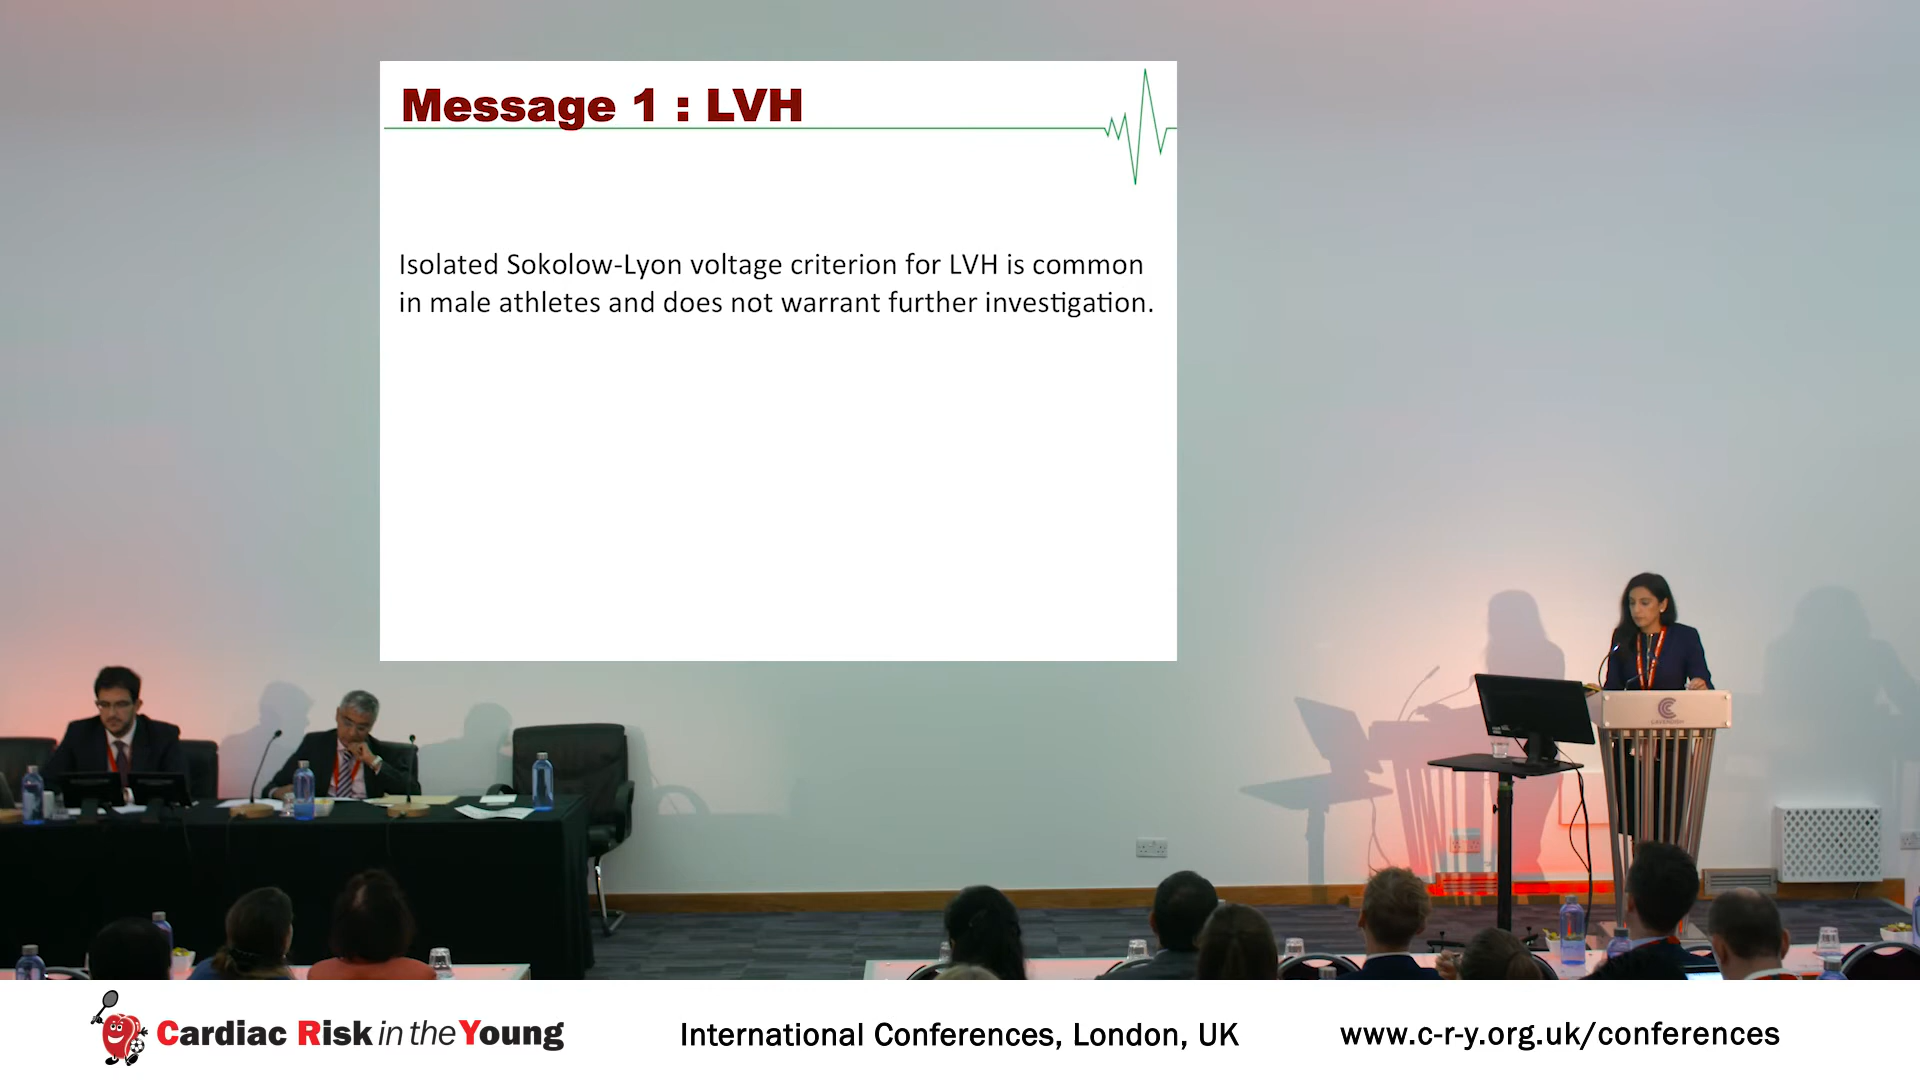 Message 1 : LVH
Isolated Sokolow-Lyon voltage criterion for LVH is common
in male athletes and does not warrant further investigation.
CAVENDISH
Cardiac Risk in the Young
International Conferences, London, UK
www.c-r-y.org.uk/conferences